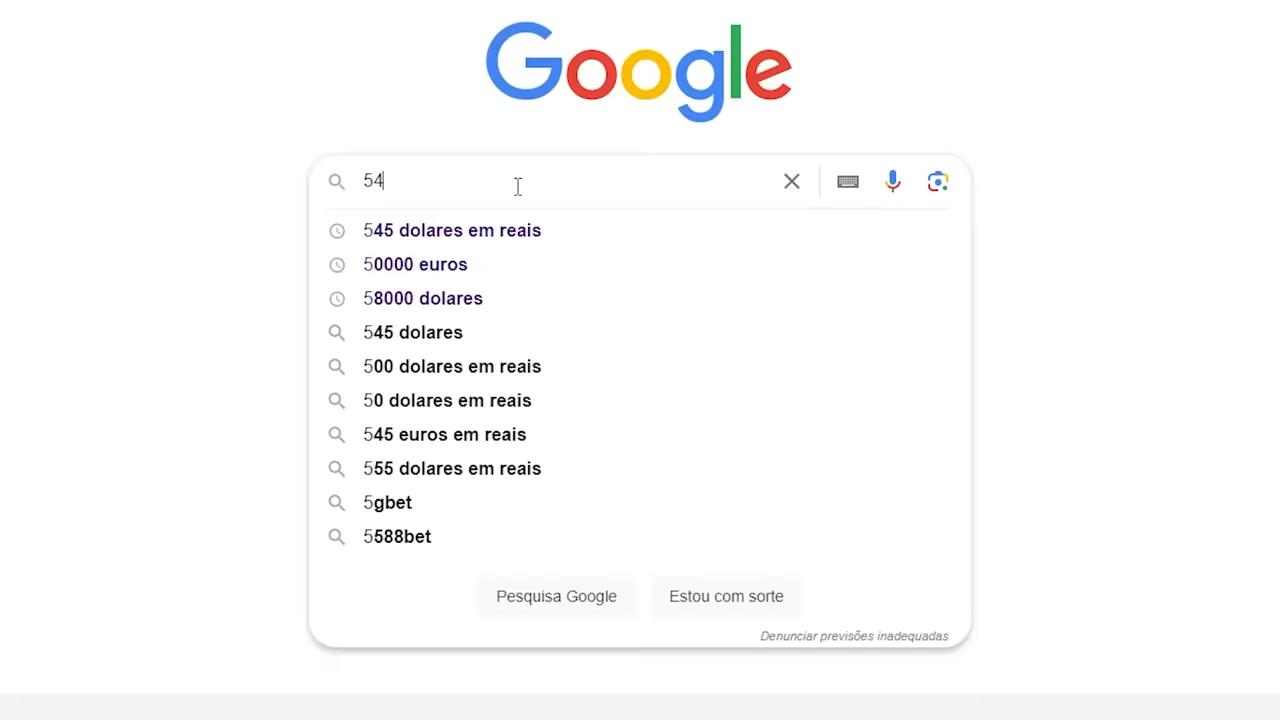 Google
54
545 dolares em reais
50000 euros
58000 dolares
545 dolares
500 dolares em reais
50 dolares em reais
545 euros em reais
555 dolares em reais
5gbet
5588bet
Pesquisa Google
Estou com sorte
Denunciar previsões inadequadas